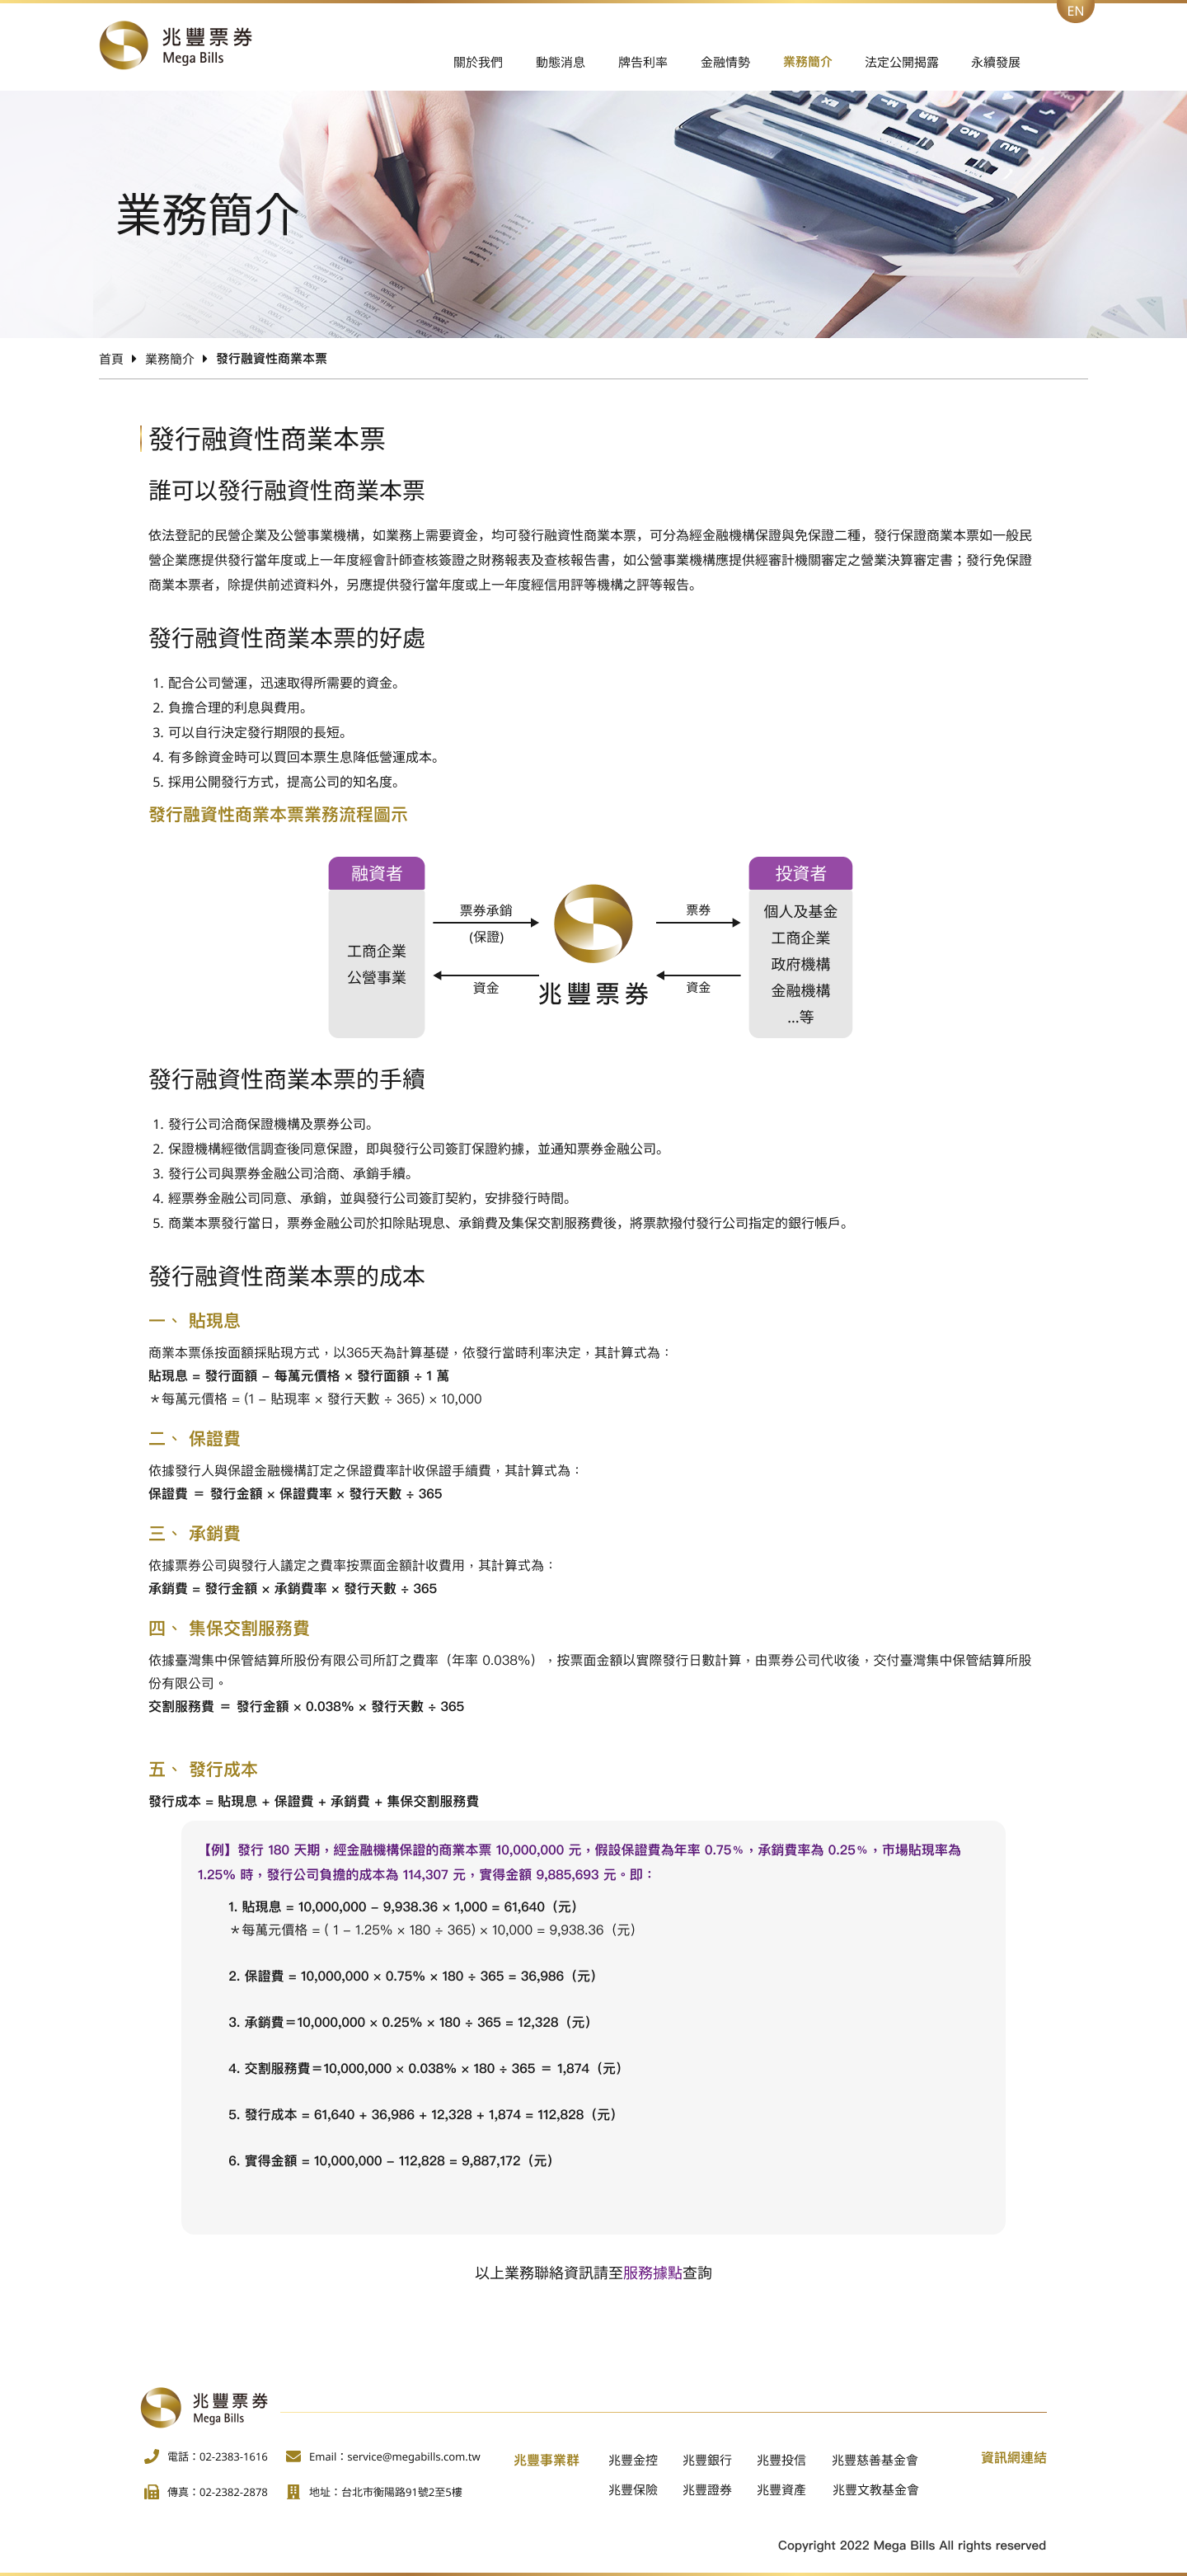 EN
兆豐票券
Mega Bills
關於我們 動態消息 牌告利率 金融情勢 業務簡介 法定公開揭露 永續發展
業務簡介
首頁 業務簡介 發行融資性商業本票
發行融資性商業本票
誰可以發行融資性商業本票
依法登記的民營企業及公營事業機構，如業務上需要資金，均可發行融資性商業本票，可分為經金融機構保證與免保證二種，發行保證商業本票如一般民
營企業應提供發行當年度或上一年度經會計師查核簽證之財務報表及查核報告書，如公營事業機構應提供經審計機關審定之營業決算審定書；發行免保證
商業本票者，除提供前述資料外，另應提供發行當年度或上一年度經信用評等機構之評等報告。
發行融資性商業本票的好處
1. 配合公司營運，迅速取得所需要的資金。
2. 負擔合理的利息與費用。
3. 可以自行決定發行期限的長短。
4. 有多餘資金時可以買回本票生息降低營運成本。
5. 採用公開發行方式，提高公司的知名度。
發行融資性商業本票業務流程圖示
融資者
工商企業
公營事業
票券承銷
(保證)
資金
兆豐票券
票券
資金
投資者
個人及基金
工商企業
政府機構
金融機構
...等
發行融資性商業本票的手續
1. 發行公司洽商保證機構及票券公司。
2. 保證機構經徵信調查後同意保證，即與發行公司簽訂保證約據，並通知票券金融公司。
3. 發行公司與票券金融公司洽商、承銷手續。
4. 經票券金融公司同意、承銷，並與發行公司簽訂契約，安排發行時間。
5. 商業本票發行當日，票券金融公司於扣除貼現息、承銷費及集保交割服務費後，將票款撥付發行公司指定的銀行帳戶。
發行融資性商業本票的成本
一、 貼現息
商業本票係按面額採貼現方式，以365天為計算基礎，依發行當時利率決定，其計算式為：
貼現息 = 發行面額 – 每萬元價格 × 發行面額 ÷ 1 萬
＊每萬元價格 = (1 – 貼現率 × 發行天數 ÷ 365) × 10,000
二、 保證費
依據發行人與保證金融機構訂定之保證費率計收保證手續費，其計算式為：
保證費 ＝ 發行金額 × 保證費率 × 發行天數 ÷ 365
三、 承銷費
依據票券公司與發行人議定之費率按票面金額計收費用，其計算式為：
承銷費 = 發行金額 × 承銷費率 × 發行天數 ÷ 365
四、 集保交割服務費
依據臺灣集中保管結算所股份有限公司所訂之費率（年率 0.038%），按票面金額以實際發行日數計算，由票券公司代收後，交付臺灣集中保管結算所股
份有限公司。
交割服務費 ＝ 發行金額 × 0.038% × 發行天數 ÷ 365
五、 發行成本
發行成本 = 貼現息 + 保證費 + 承銷費 + 集保交割服務費
【例】發行 180 天期，經金融機構保證的商業本票 10,000,000 元，假設保證費為年率 0.75%，承銷費率為 0.25%，市場貼現率為
1.25% 時，發行公司負擔的成本為 114,307 元，實得金額 9,885,693 元。即：
1. 貼現息 = 10,000,000 – 9,938.36 × 1,000 = 61,640（元）
＊每萬元價格 = ( 1 – 1.25% × 180 ÷ 365) × 10,000 = 9,938.36（元）
2. 保證費 = 10,000,000 × 0.75% × 180 ÷ 365 = 36,986（元）
3. 承銷費＝10,000,000 × 0.25% × 180 ÷ 365 = 12,328（元）
4. 交割服務費＝10,000,000 × 0.038% × 180 ÷ 365 ＝ 1,874（元）
5. 發行成本 = 61,640 + 36,986 + 12,328 + 1,874 = 112,828（元）
6. 實得金額 = 10,000,000 – 112,828 = 9,887,172（元）
以上業務聯絡資訊請至服務據點查詢
兆豐票券
Mega Bills
電話：02-2383-1616 Email：service@megabills.com.tw
傳真：02-2382-2878 地址：台北市衡陽路91號2至5樓
兆豐事業群 兆豐金控 兆豐銀行 兆豐投信 兆豐慈善基金會 資訊網連結
兆豐保險 兆豐證券 兆豐資產 兆豐文教基金會
Copyright 2022 Mega Bills All rights reserved